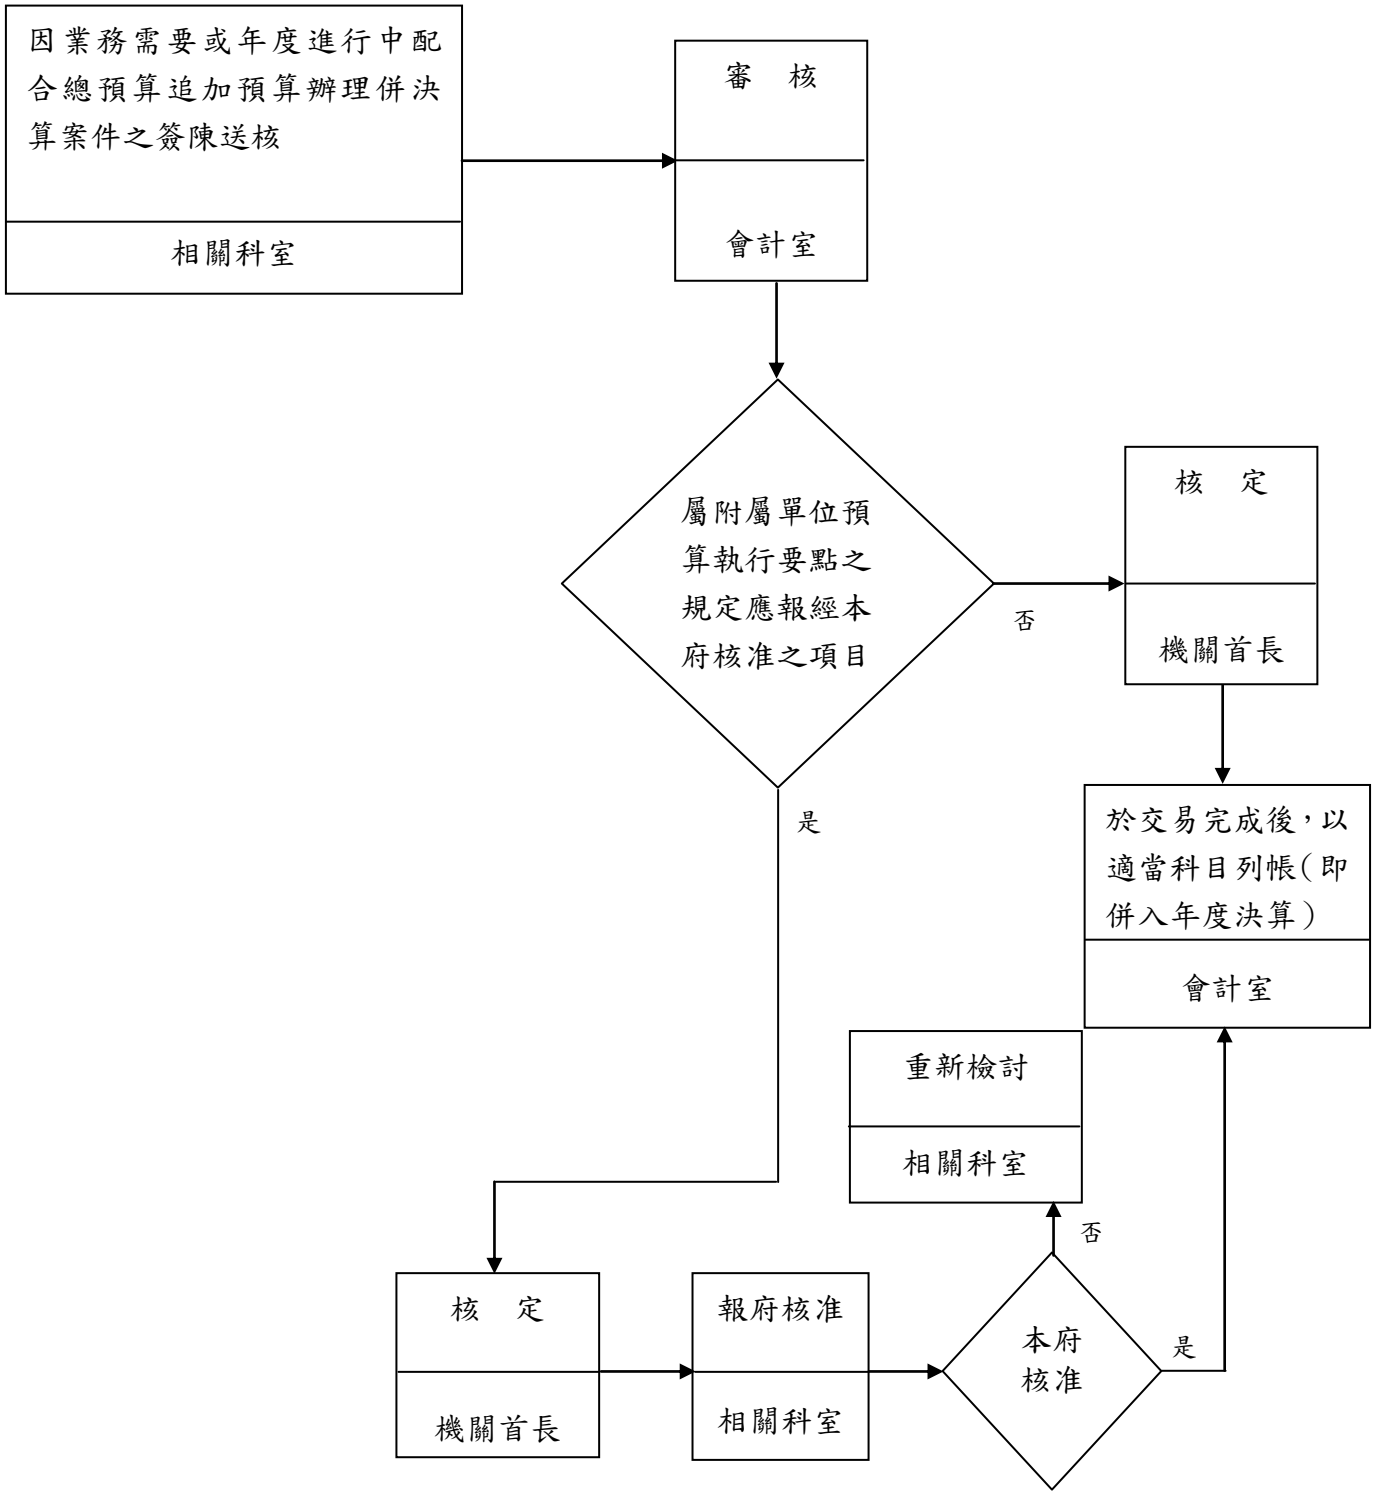 因業務需要或年度進行中配
合總預算追加預算辦理併決
算案件之簽陳送核
相關科室
審　核
會計室
屬附屬單位預
算執行要點之
規定應報經本
府核准之項目
否
核　定
機關首長
是
於交易完成後，以
適當科目列帳（即
併入年度決算）
會計室
重新檢討
相關科室
否
核　定
機關首長
報府核准
相關科室
本府
核准
是